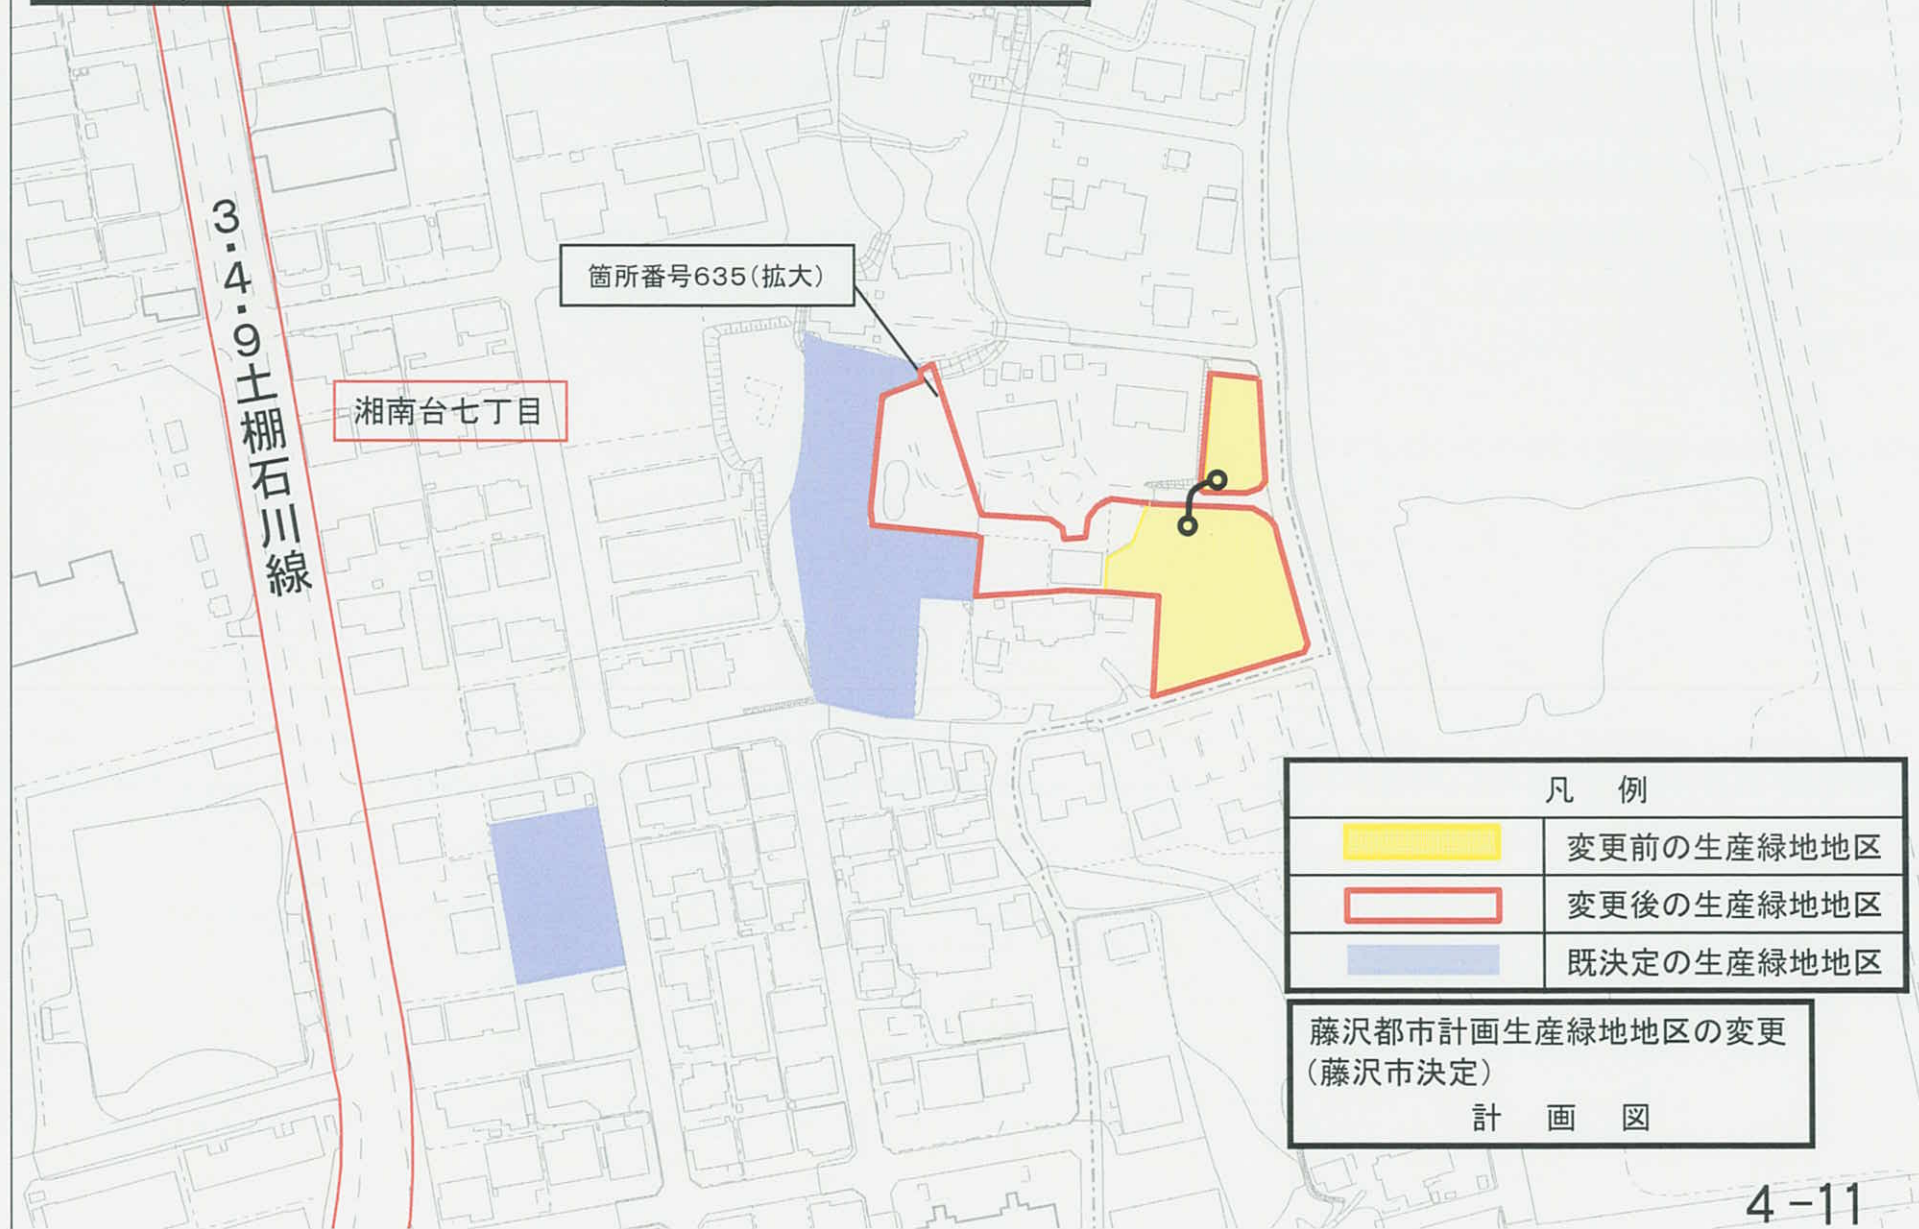 3・4・9土棚石川線
箇所番号635(拡大)
湘南台七丁目
凡 例
変更前の生産緑地地区
変更後の生産緑地地区
既決定の生産緑地地区
藤沢都市計画生産緑地地区の変更
(藤沢市決定)
計 画 図
4-11